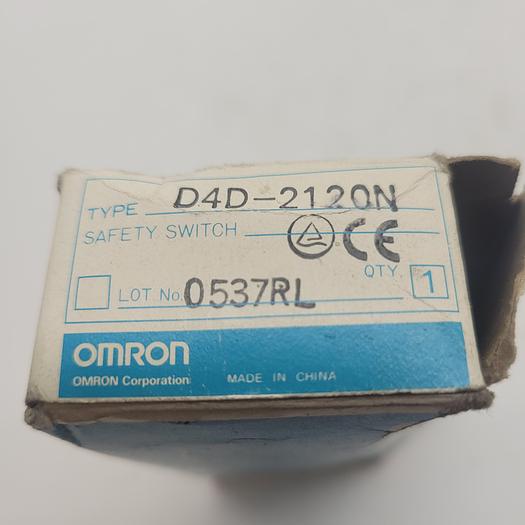 TYPE D4D-2120N
SAFETY SWITCH
CE
QTY. 1
LOT No. 0537RL
OMRON
OMRON Corporation MADE IN CHINA